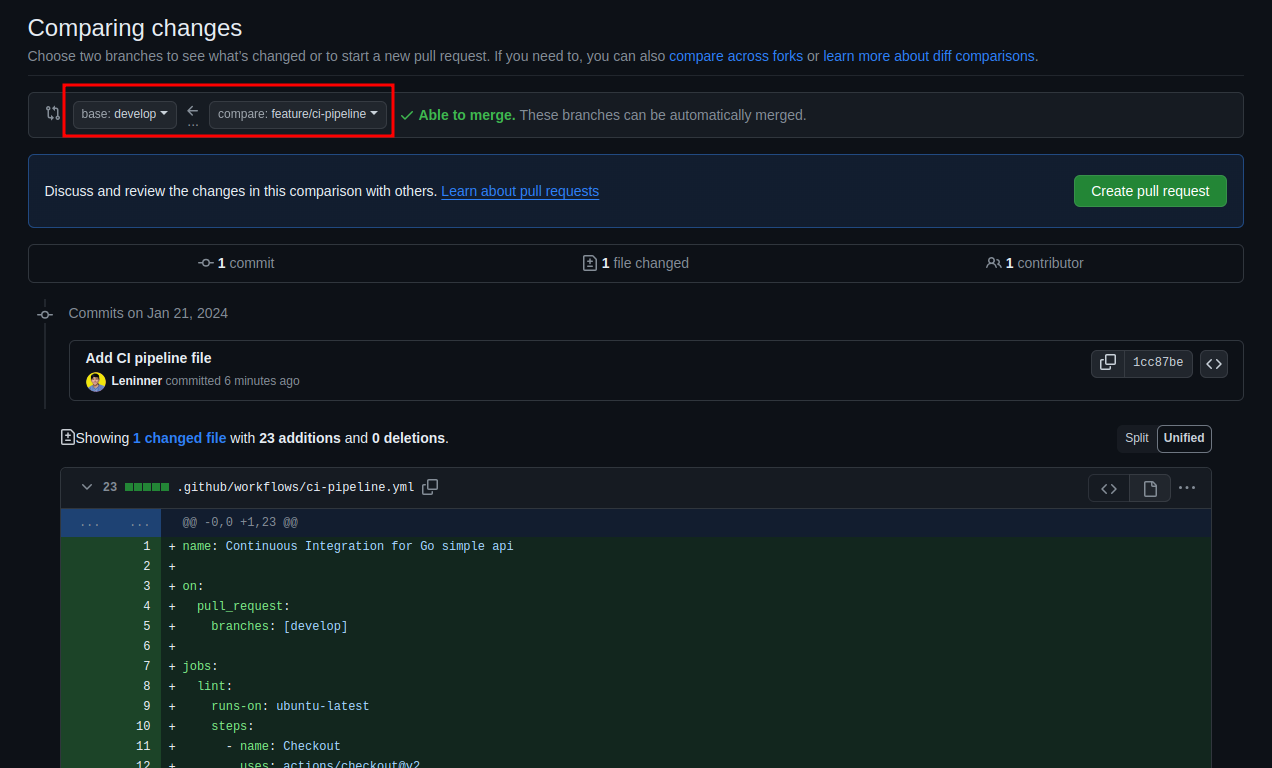 Comparing changes
Choose two branches to see what's changed or to start a new pull request. If you need to, you can also compare across forks or learn more about diff comparisons.
base: develop ... compare: feature/ci-pipeline Able to merge. These branches can be automatically merged.
Discuss and review the changes in this comparison with others. Learn about pull requests Create pull request
1 commit 1 file changed 1 contributor
Commits on Jan 21, 2024
Add CI pipeline file
1cc87be
Leninner committed 6 minutes ago
Showing 1 changed file with 23 additions and 0 deletions. Split Unified
23 .github/workflows/ci-pipeline.yml
... ... @@ -0,0 +1,23 @@
1 + name: Continuous Integration for Go simple api
2 +
3 + on:
4 + pull_request:
5 + branches: [develop]
6 +
7 + jobs:
8 + lint:
9 + runs-on: ubuntu-latest
10 + steps:
11 + - name: Checkout
12 + uses: actions/checkout@v2